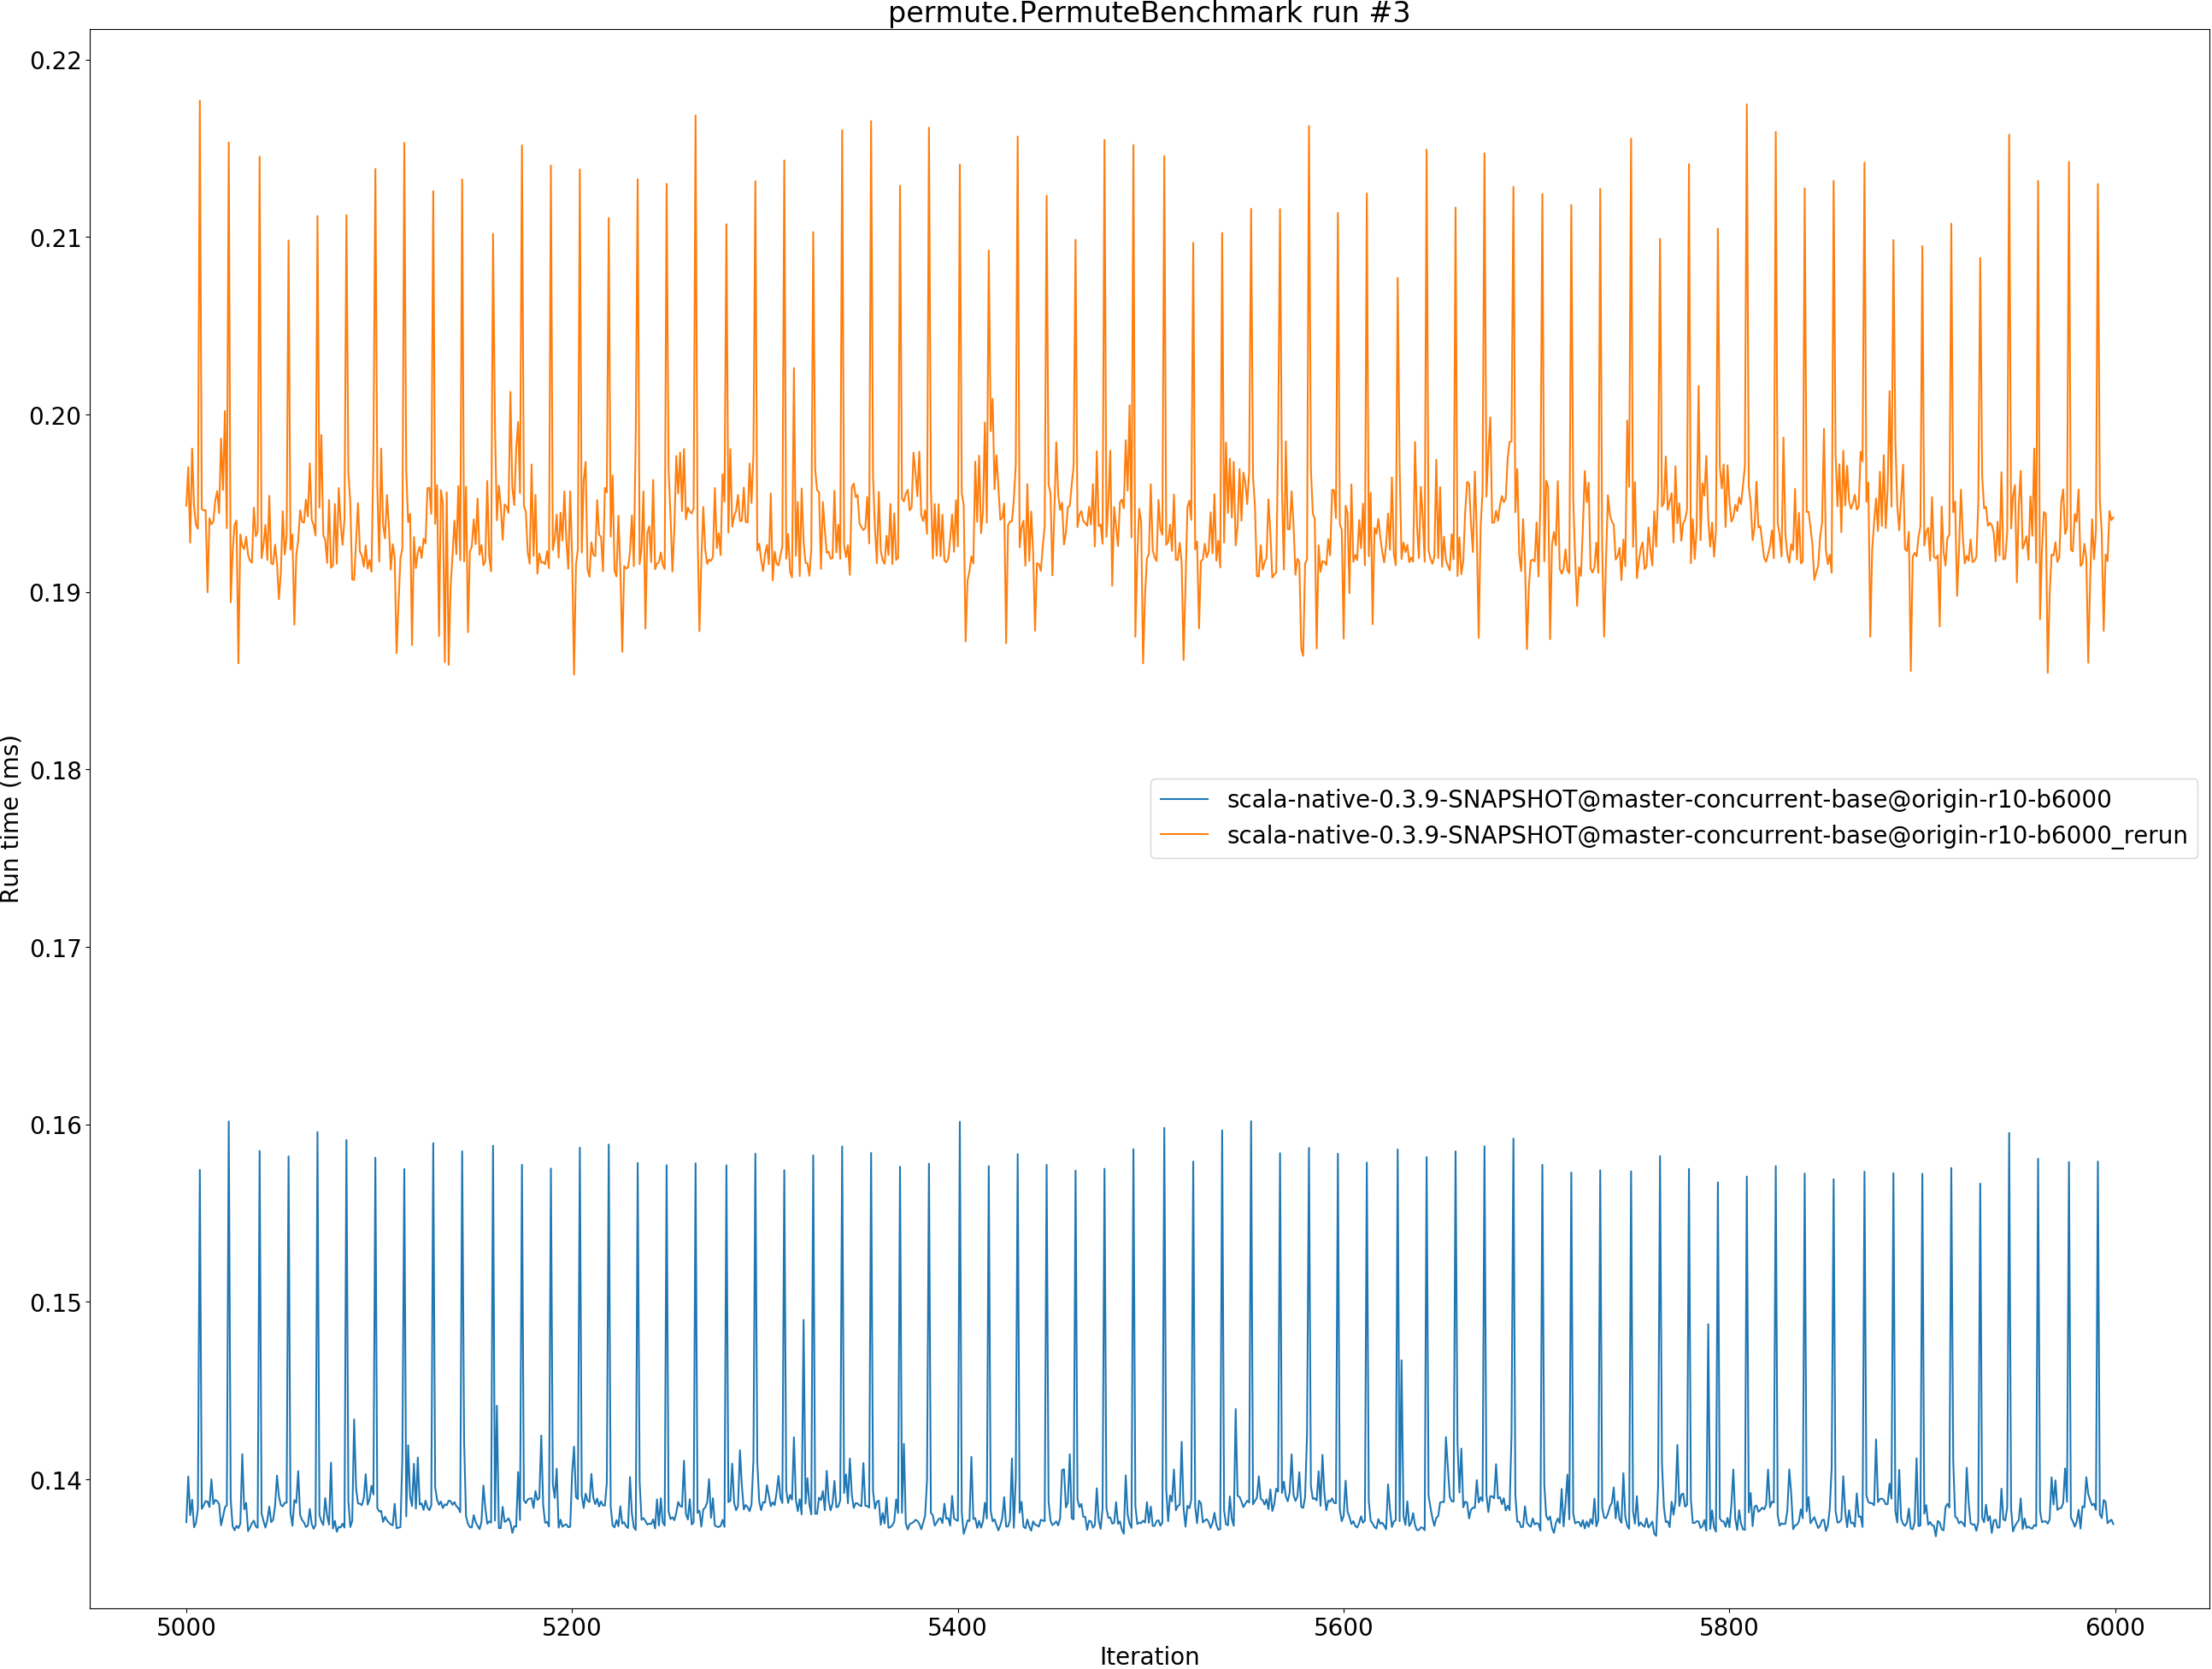 permute.PermuteBenchmark run #3
0.22
0.21
0.20
0.19
0.18
0.17
0.16
0.15
0.14
Run time (ms)
scala-native-0.3.9-SNAPSHOT@master-concurrent-base@origin-r10-b6000
scala-native-0.3.9-SNAPSHOT@master-concurrent-base@origin-r10-b6000_rerun
5000 5200 5400 5600 5800 6000
Iteration